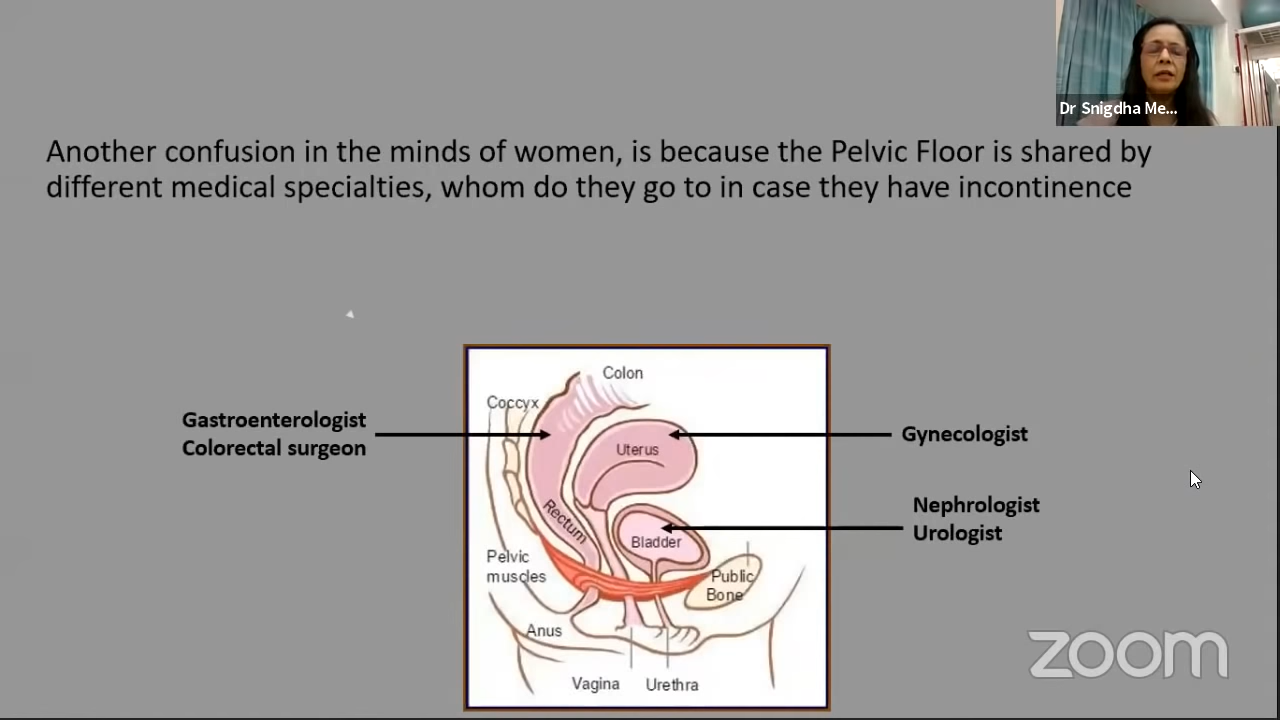 Dr Snigdha Me...
Another confusion in the minds of women, is because the Pelvic Floor is shared by
different medical specialties, whom do they go to in case they have incontinence
Colon
Coccyx
Gastroenterologist
Colorectal surgeon
Uterus
Gynecologist
Rectum
Nephrologist
Urologist
Bladder
Pelvic
muscles
Public
Bone
Anus
Vagina
Urethra
zoom